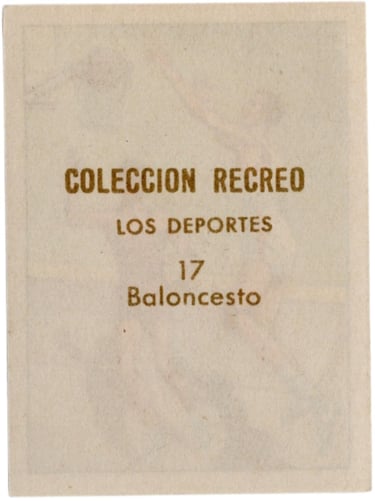 COLECCION RECREO
LOS DEPORTES
17
Baloncesto